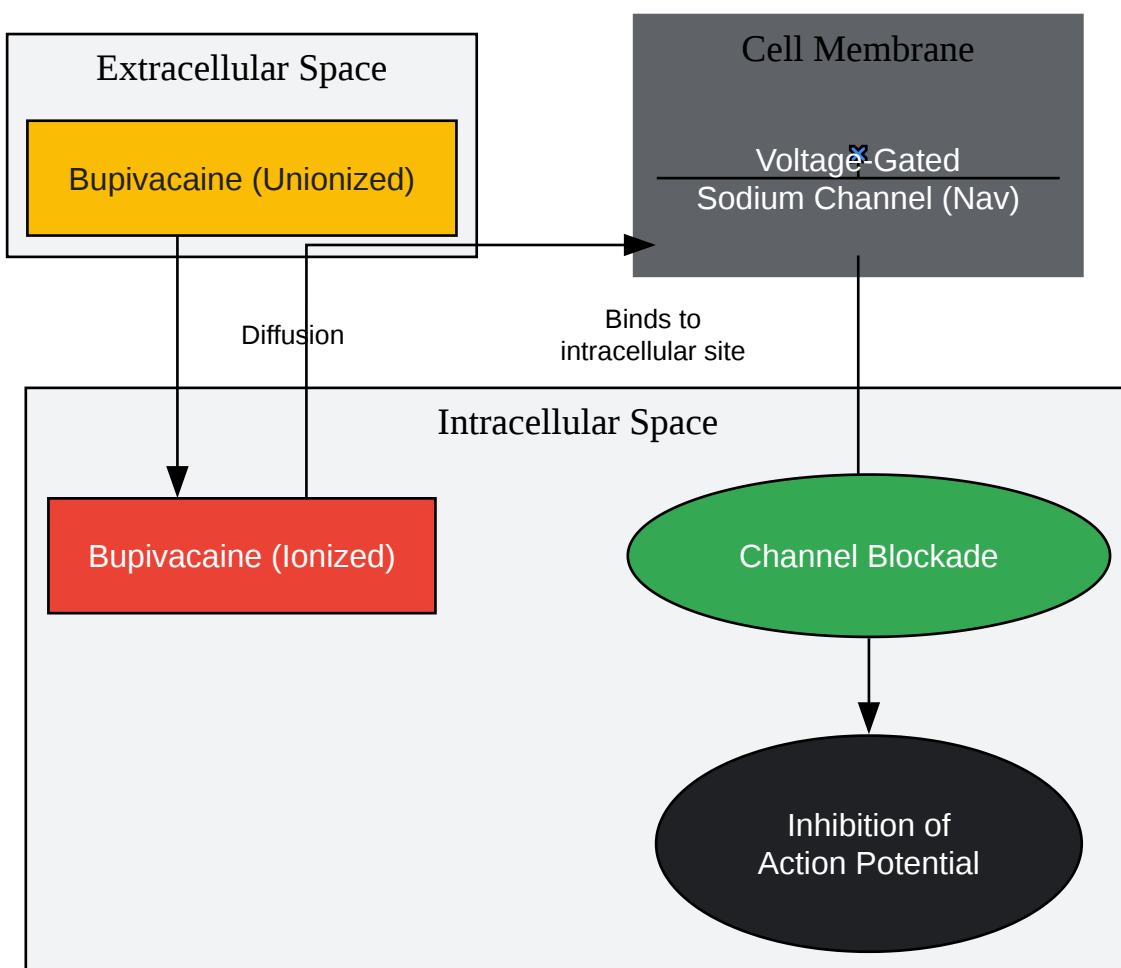 Extracellular Space
Bupivacaine (Unionized)
Cell Membrane
Voltage-Gated
Sodium Channel (Nav)
Diffusion
Binds to
intracellular site
Intracellular Space
Bupivacaine (Ionized)
Channel Blockade
Inhibition of
Action Potential